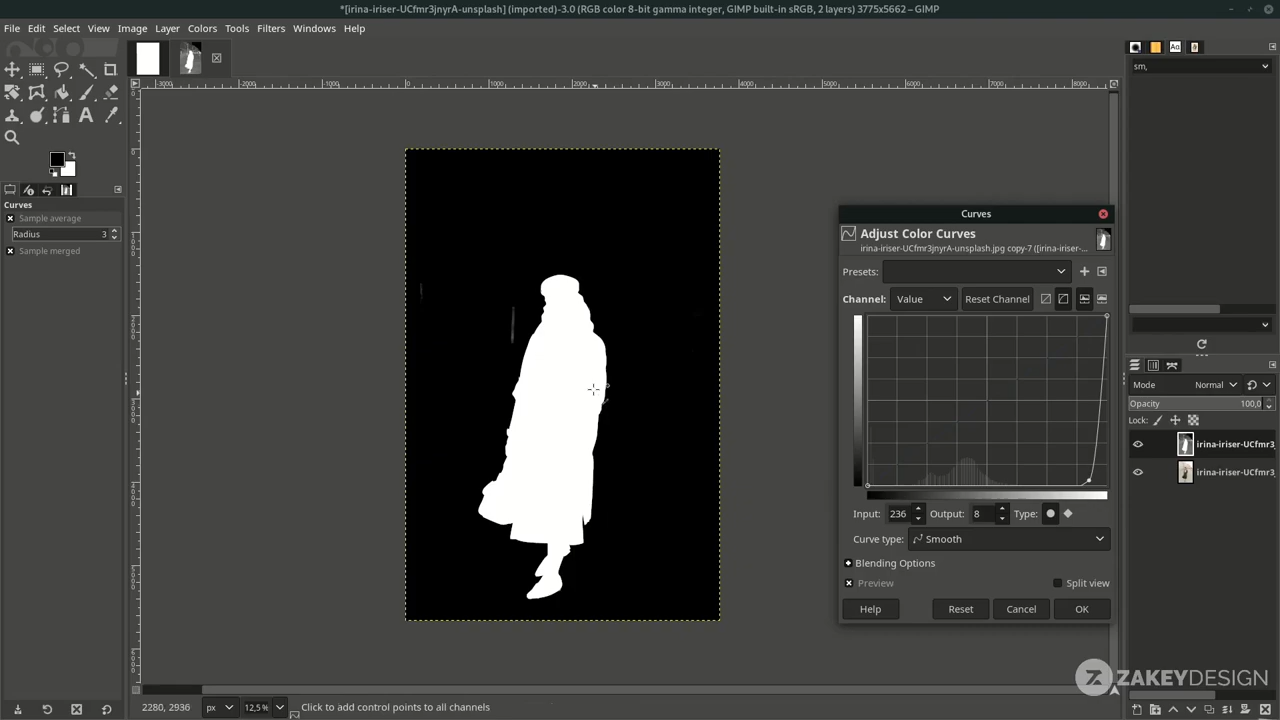 *[irina-iriser-UCfmr3jnyrA-unsplash] (imported)-3.0 (RGB color 8-bit gamma integer, GIMP built-in sRGB, 2 layers) 3775x5662 – GIMP
File Edit Select View Image Layer Colors Tools Filters Windows Help
sm,
Curves
Sample average
Radius 3
Sample merged
Curves
Adjust Color Curves
irina-iriser-UCfmr3jnyrA-unsplash.jpg copy-7 ([irina-iriser-...
Presets:
Channel: Value Reset Channel
Input: 236 Output: 8 Type:
Curve type: Smooth
Blending Options
Preview Split view
Help Reset Cancel OK
Mode Normal
Opacity 100,0
Lock:
irina-iriser-UCfmr3
irina-iriser-UCfmr3
ZAKEYDESIGN
2280, 2936 px 12,5% Click to add control points to all channels